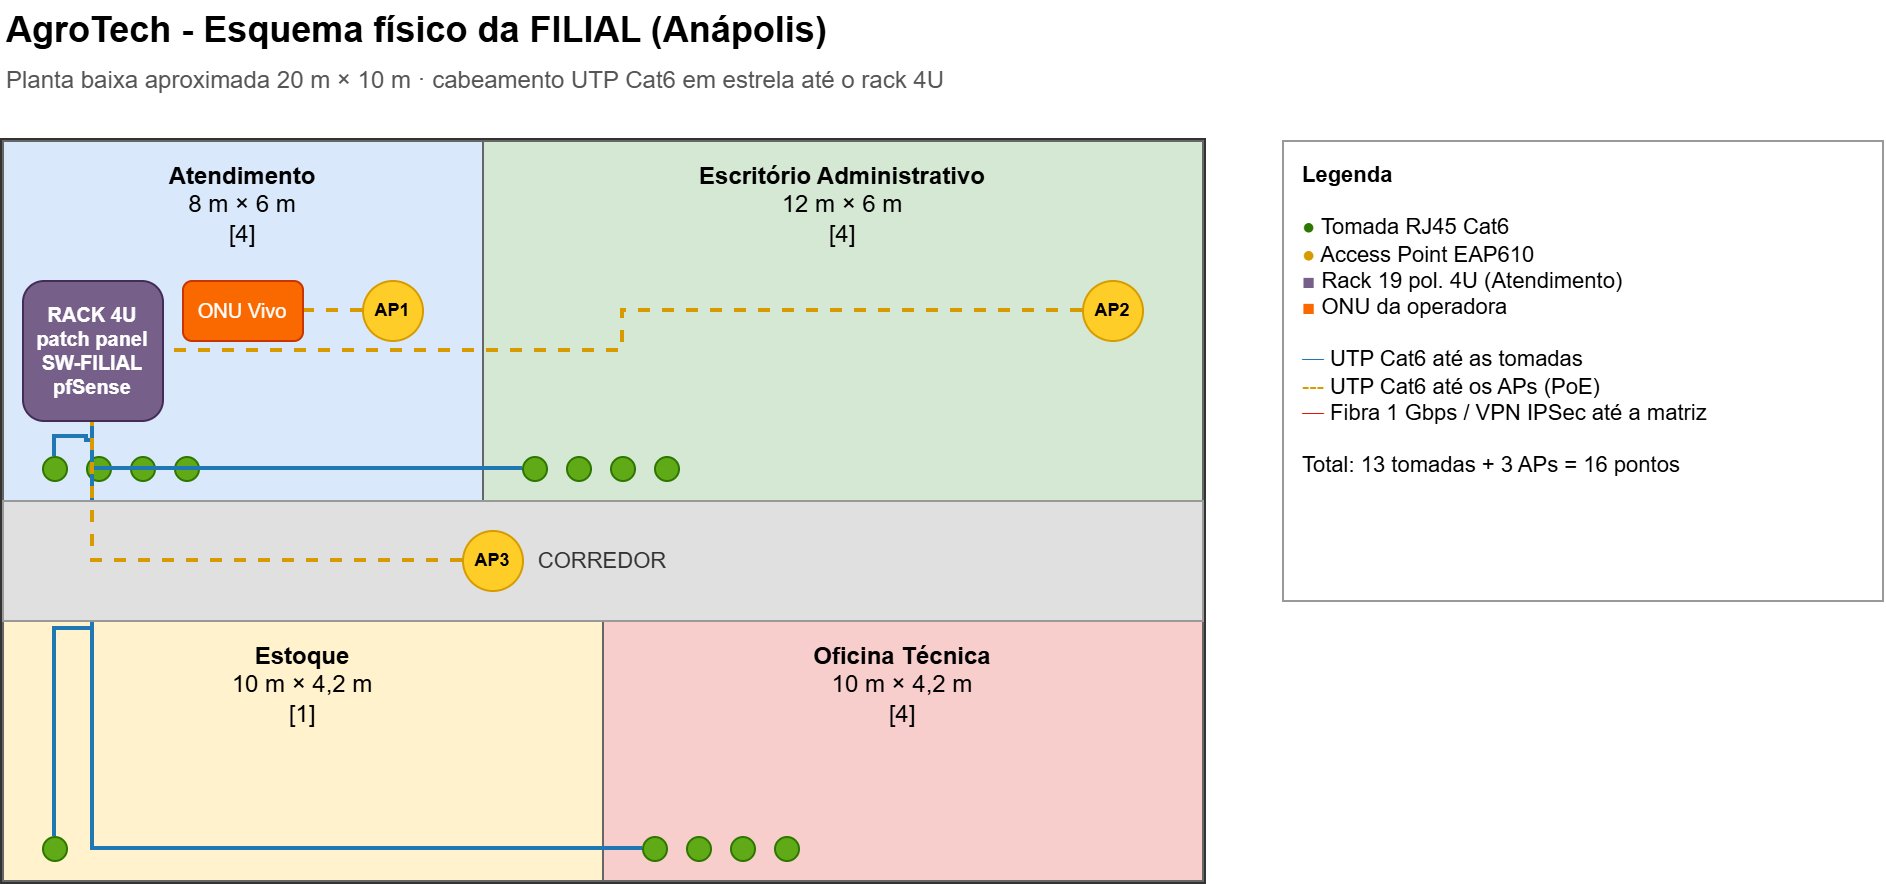 AgroTech - Esquema físico da FILIAL (Anápolis)
Planta baixa aproximada 20 m × 10 m · cabeamento UTP Cat6 em estrela até o rack 4U
Atendimento
8 m × 6 m
[4]
Escritório Administrativo
12 m × 6 m
[4]
RACK 4U
patch panel
SW-FILIAL
pfSense
ONU Vivo
AP1
AP2
AP3
CORREDOR
Estoque
10 m × 4,2 m
[1]
Oficina Técnica
10 m × 4,2 m
[4]
Legenda
● Tomada RJ45 Cat6
● Access Point EAP610
■ Rack 19 pol. 4U (Atendimento)
■ ONU da operadora
— UTP Cat6 até as tomadas
--- UTP Cat6 até os APs (PoE)
— Fibra 1 Gbps / VPN IPSec até a matriz
Total: 13 tomadas + 3 APs = 16 pontos